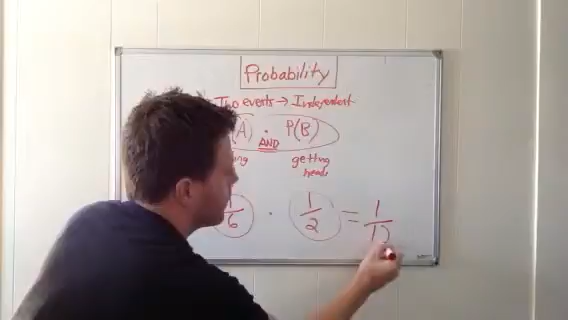 Probability
Two events → Independent
(A) · P(B)
AND
getting
heads
1/6 · 1/2 = 1/12